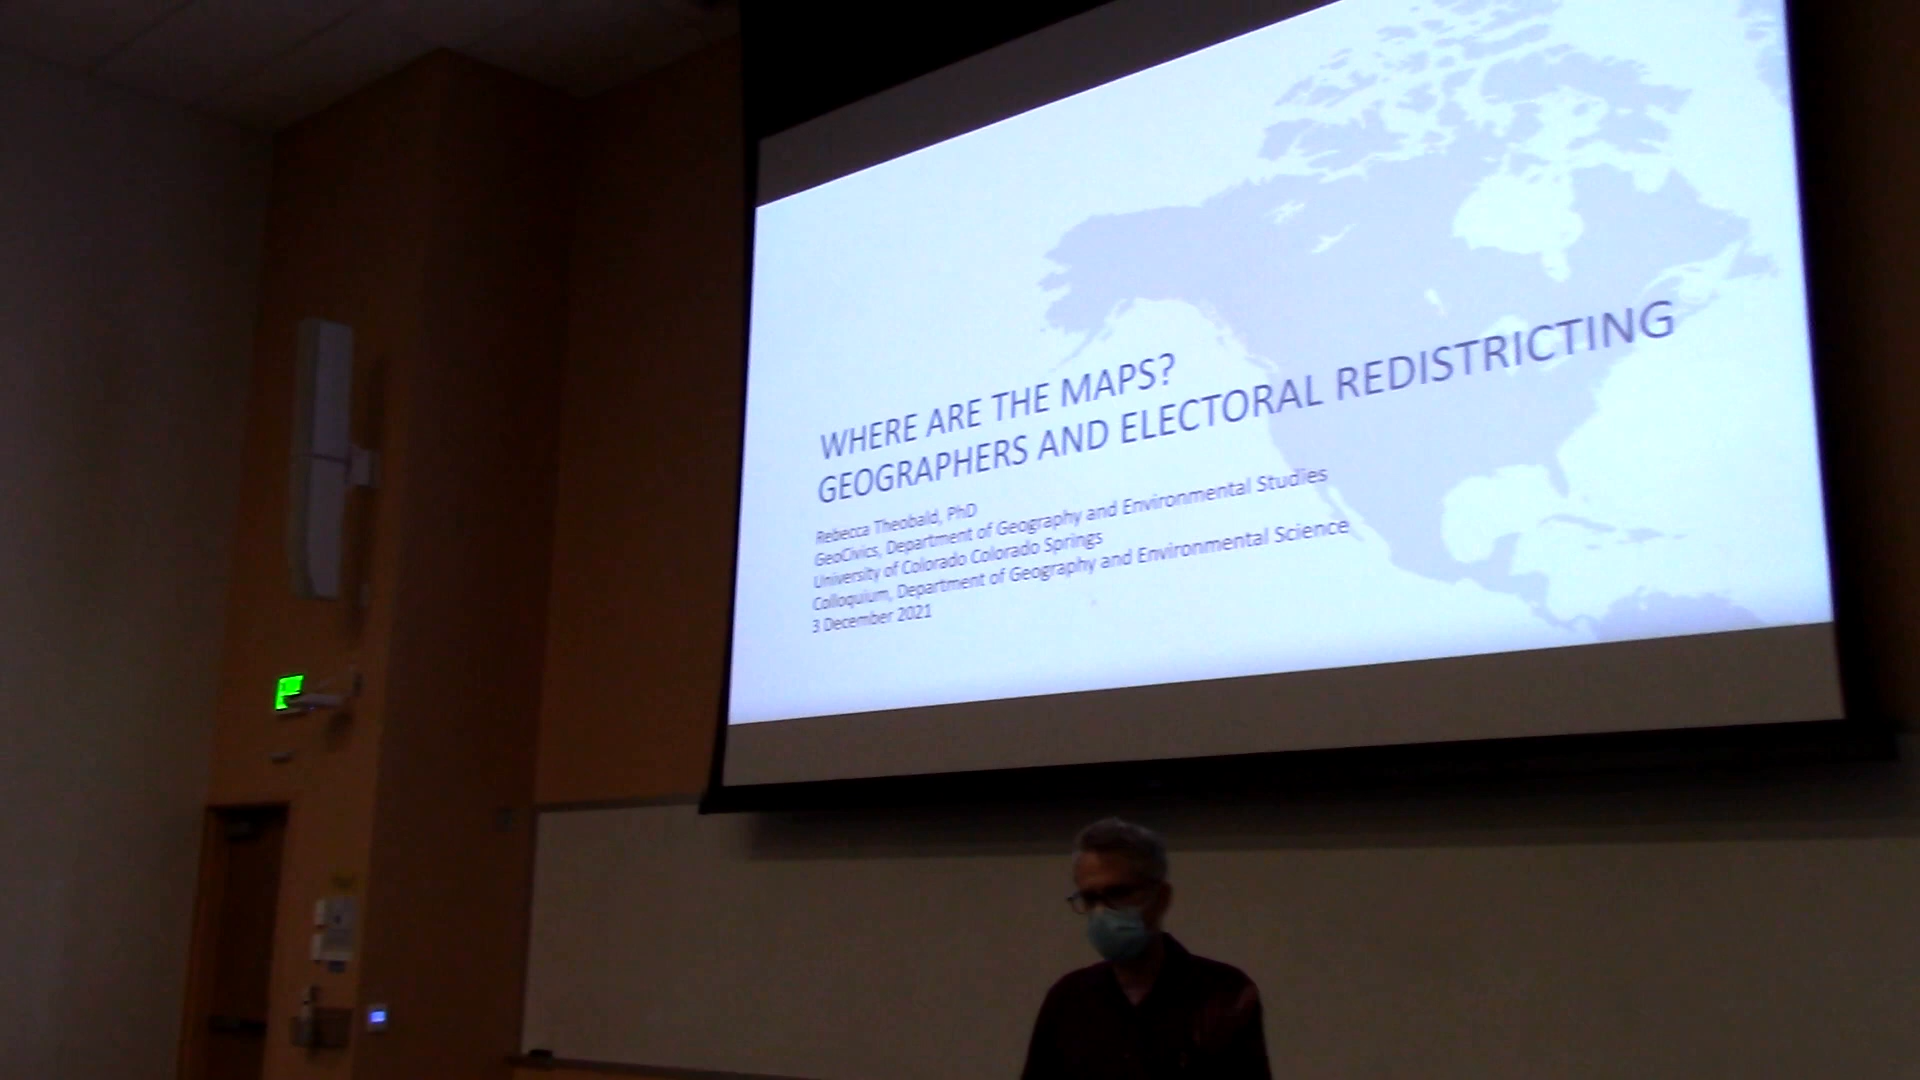 WHERE ARE THE MAPS?
GEOGRAPHERS AND ELECTORAL REDISTRICTING
Rebecca Theobald, PhD
GeoCivics, Department of Geography and Environmental Studies
University of Colorado Colorado Springs
Colloquium, Department of Geography and Environmental Science
3 December 2021